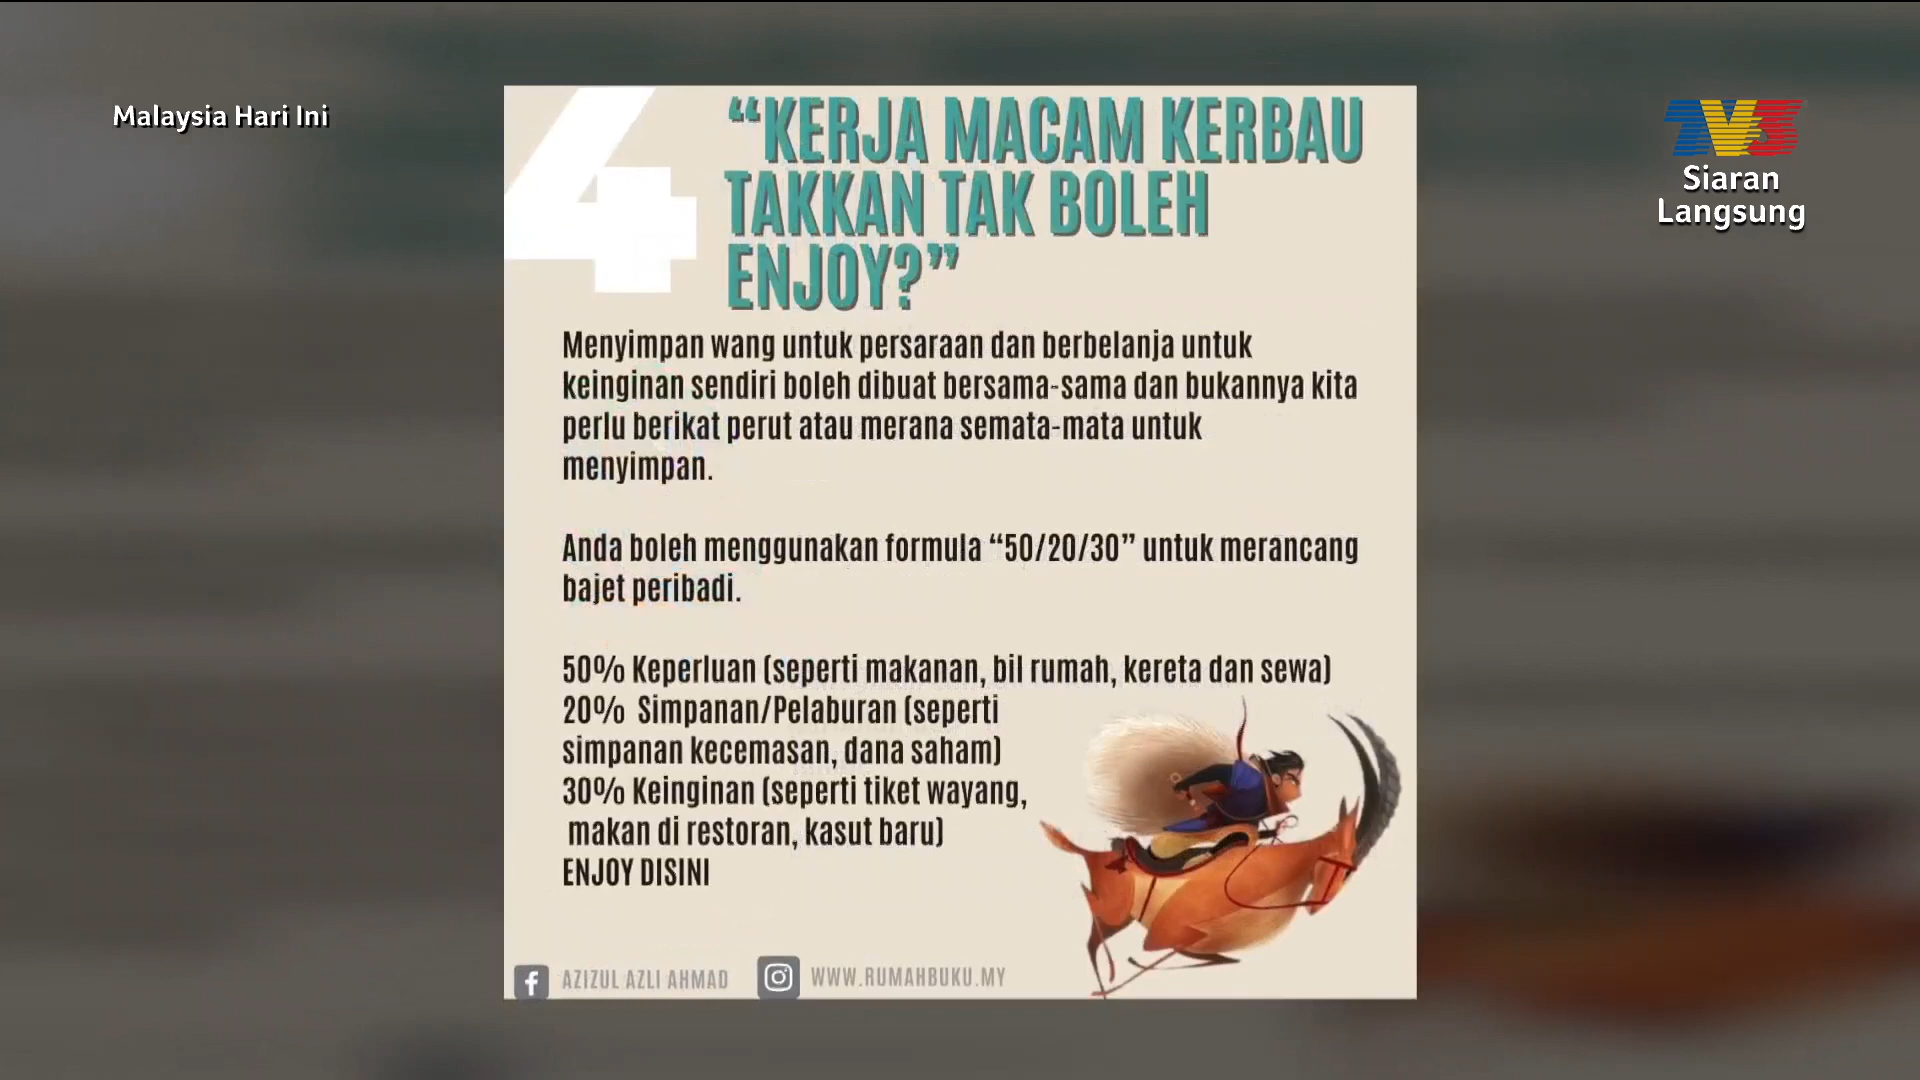 Malaysia Hari Ini
TV3
Siaran
Langsung
4
“KERJA MACAM KERBAU
TAKKAN TAK BOLEH
ENJOY?”
Menyimpan wang untuk persaraan dan berbelanja untuk
keinginan sendiri boleh dibuat bersama-sama dan bukannya kita
perlu berikat perut atau merana semata-mata untuk
menyimpan.
Anda boleh menggunakan formula “50/20/30” untuk merancang
bajet peribadi.
50% Keperluan (seperti makanan, bil rumah, kereta dan sewa)
20% Simpanan/Pelaburan (seperti
simpanan kecemasan, dana saham)
30% Keinginan (seperti tiket wayang,
makan di restoran, kasut baru)
ENJOY DISINI
AZIZUL AZLI AHMAD
WWW.RUMAHBUKU.MY